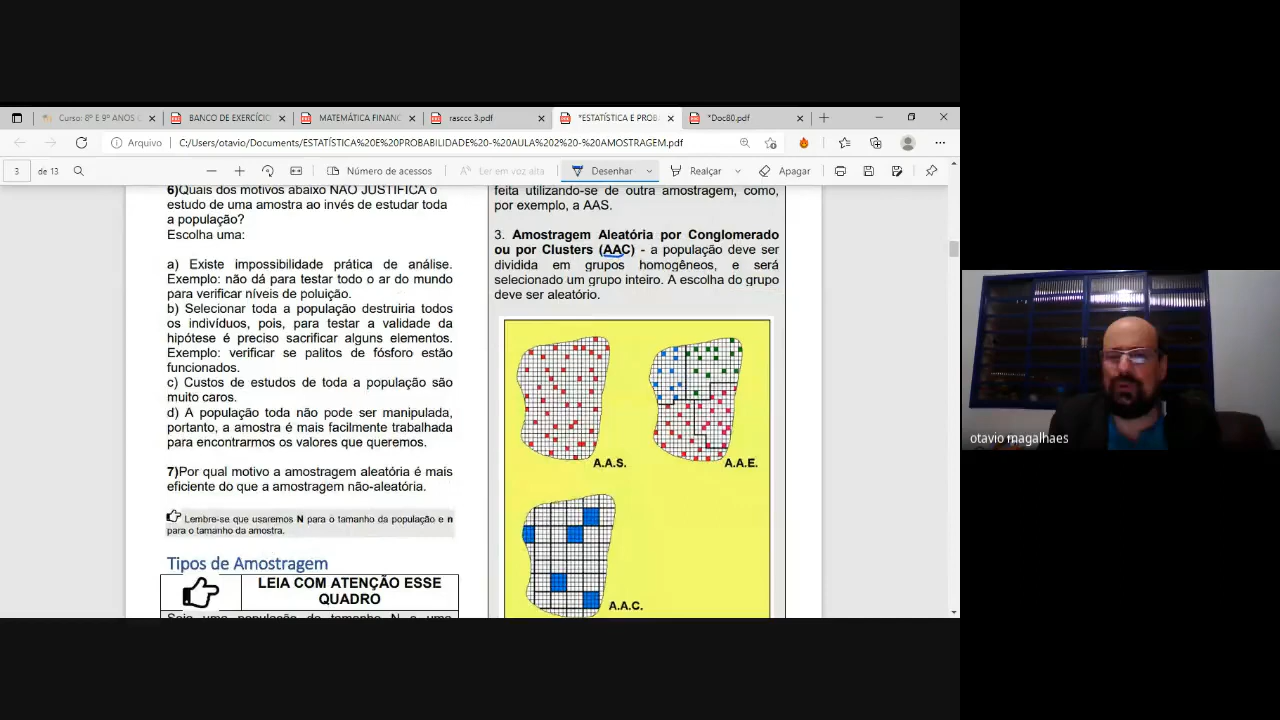 Curso: 8º E 9º ANOS
BANCO DE EXERCÍCIO
MATEMÁTICA FINANC
rasccc 3.pdf
*ESTATÍSTICA E PROB
*Doc80.pdf
Arquivo
C:/Users/otavio/Documents/ESTATÍSTICA%20E%20PROBABILIDADE%20-%20AULA%202%20-%20AMOSTRAGEM.pdf
3
de 13
Número de acessos
Ler em voz alta
Desenhar
Realçar
Apagar
6)Quais dos motivos abaixo NÃO JUSTIFICA o
estudo de uma amostra ao invés de estudar toda
a população?
Escolha uma:
a) Existe impossibilidade prática de análise.
Exemplo: não dá para testar todo o ar do mundo
para verificar níveis de poluição.
b) Selecionar toda a população destruiria todos
os indivíduos, pois, para testar a validade da
hipótese é preciso sacrificar alguns elementos.
Exemplo: verificar se palitos de fósforo estão
funcionados.
c) Custos de estudos de toda a população são
muito caros.
d) A população toda não pode ser manipulada,
portanto, a amostra é mais facilmente trabalhada
para encontrarmos os valores que queremos.
7)Por qual motivo a amostragem aleatória é mais
eficiente do que a amostragem não-aleatória.
Lembre-se que usaremos N para o tamanho da população e n
para o tamanho da amostra.
Tipos de Amostragem
LEIA COM ATENÇÃO ESSE
QUADRO
Seja uma população de tamanho N e uma
feita utilizando-se de outra amostragem, como,
por exemplo, a AAS.
3. Amostragem Aleatória por Conglomerado
ou por Clusters (AAC) - a população deve ser
dividida em grupos homogêneos, e será
selecionado um grupo inteiro. A escolha do grupo
deve ser aleatório.
A.A.S.
A.A.E.
A.A.C.
otavio magalhaes